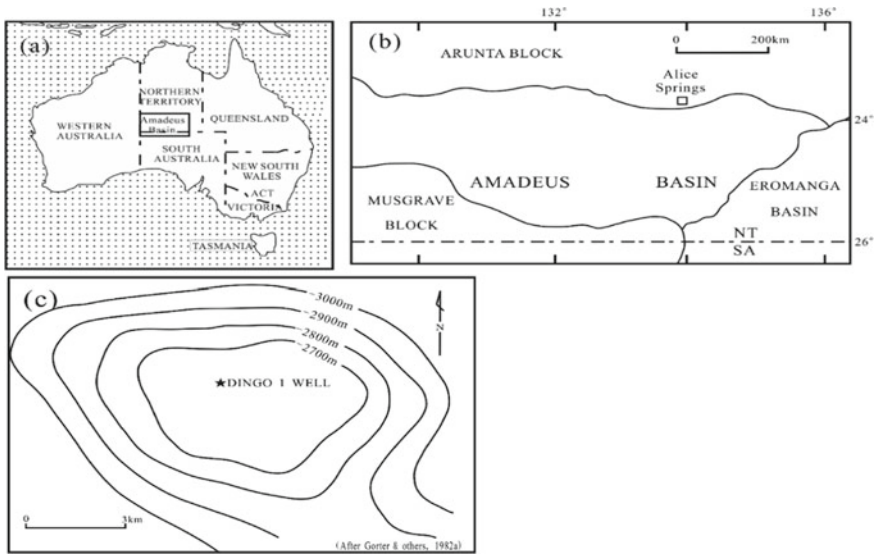 (a)
NORTHERN
TERRITORY
WESTERN
AUSTRALIA
Amadeus
Basin
QUEENSLAND
SOUTH
AUSTRALIA
NEW SOUTH
WALES
ACT
VICTORIA
TASMANIA
(b)
132°
136°
ARUNTA BLOCK
0 200km
Alice
Springs
24°
AMADEUS BASIN
MUSGRAVE
BLOCK
EROMANGA
BASIN
NT
SA
26°
(c)
-3000m
-2900m
-2800m
-2700m
N
★DINGO 1 WELL
0 3km
(After Gorter & others, 1982a)